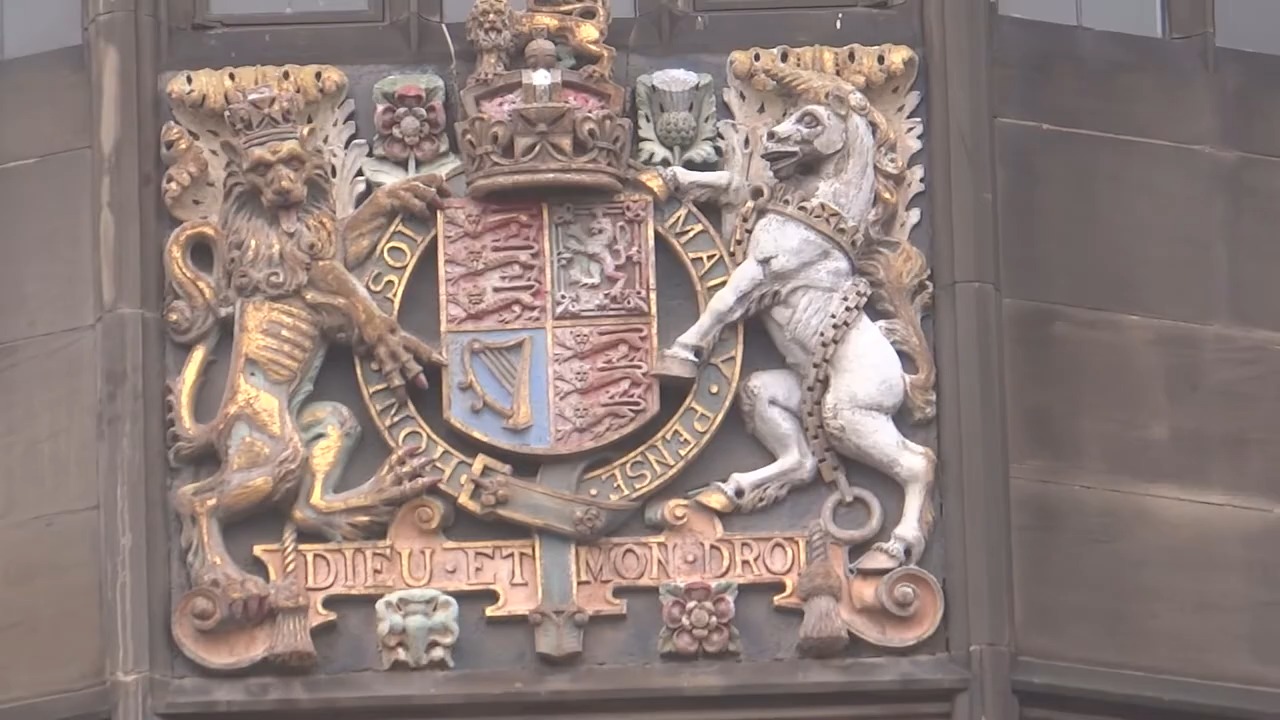 HONI · SOI MAL Y · PENSE ·
DIEU · ET MON · DROI